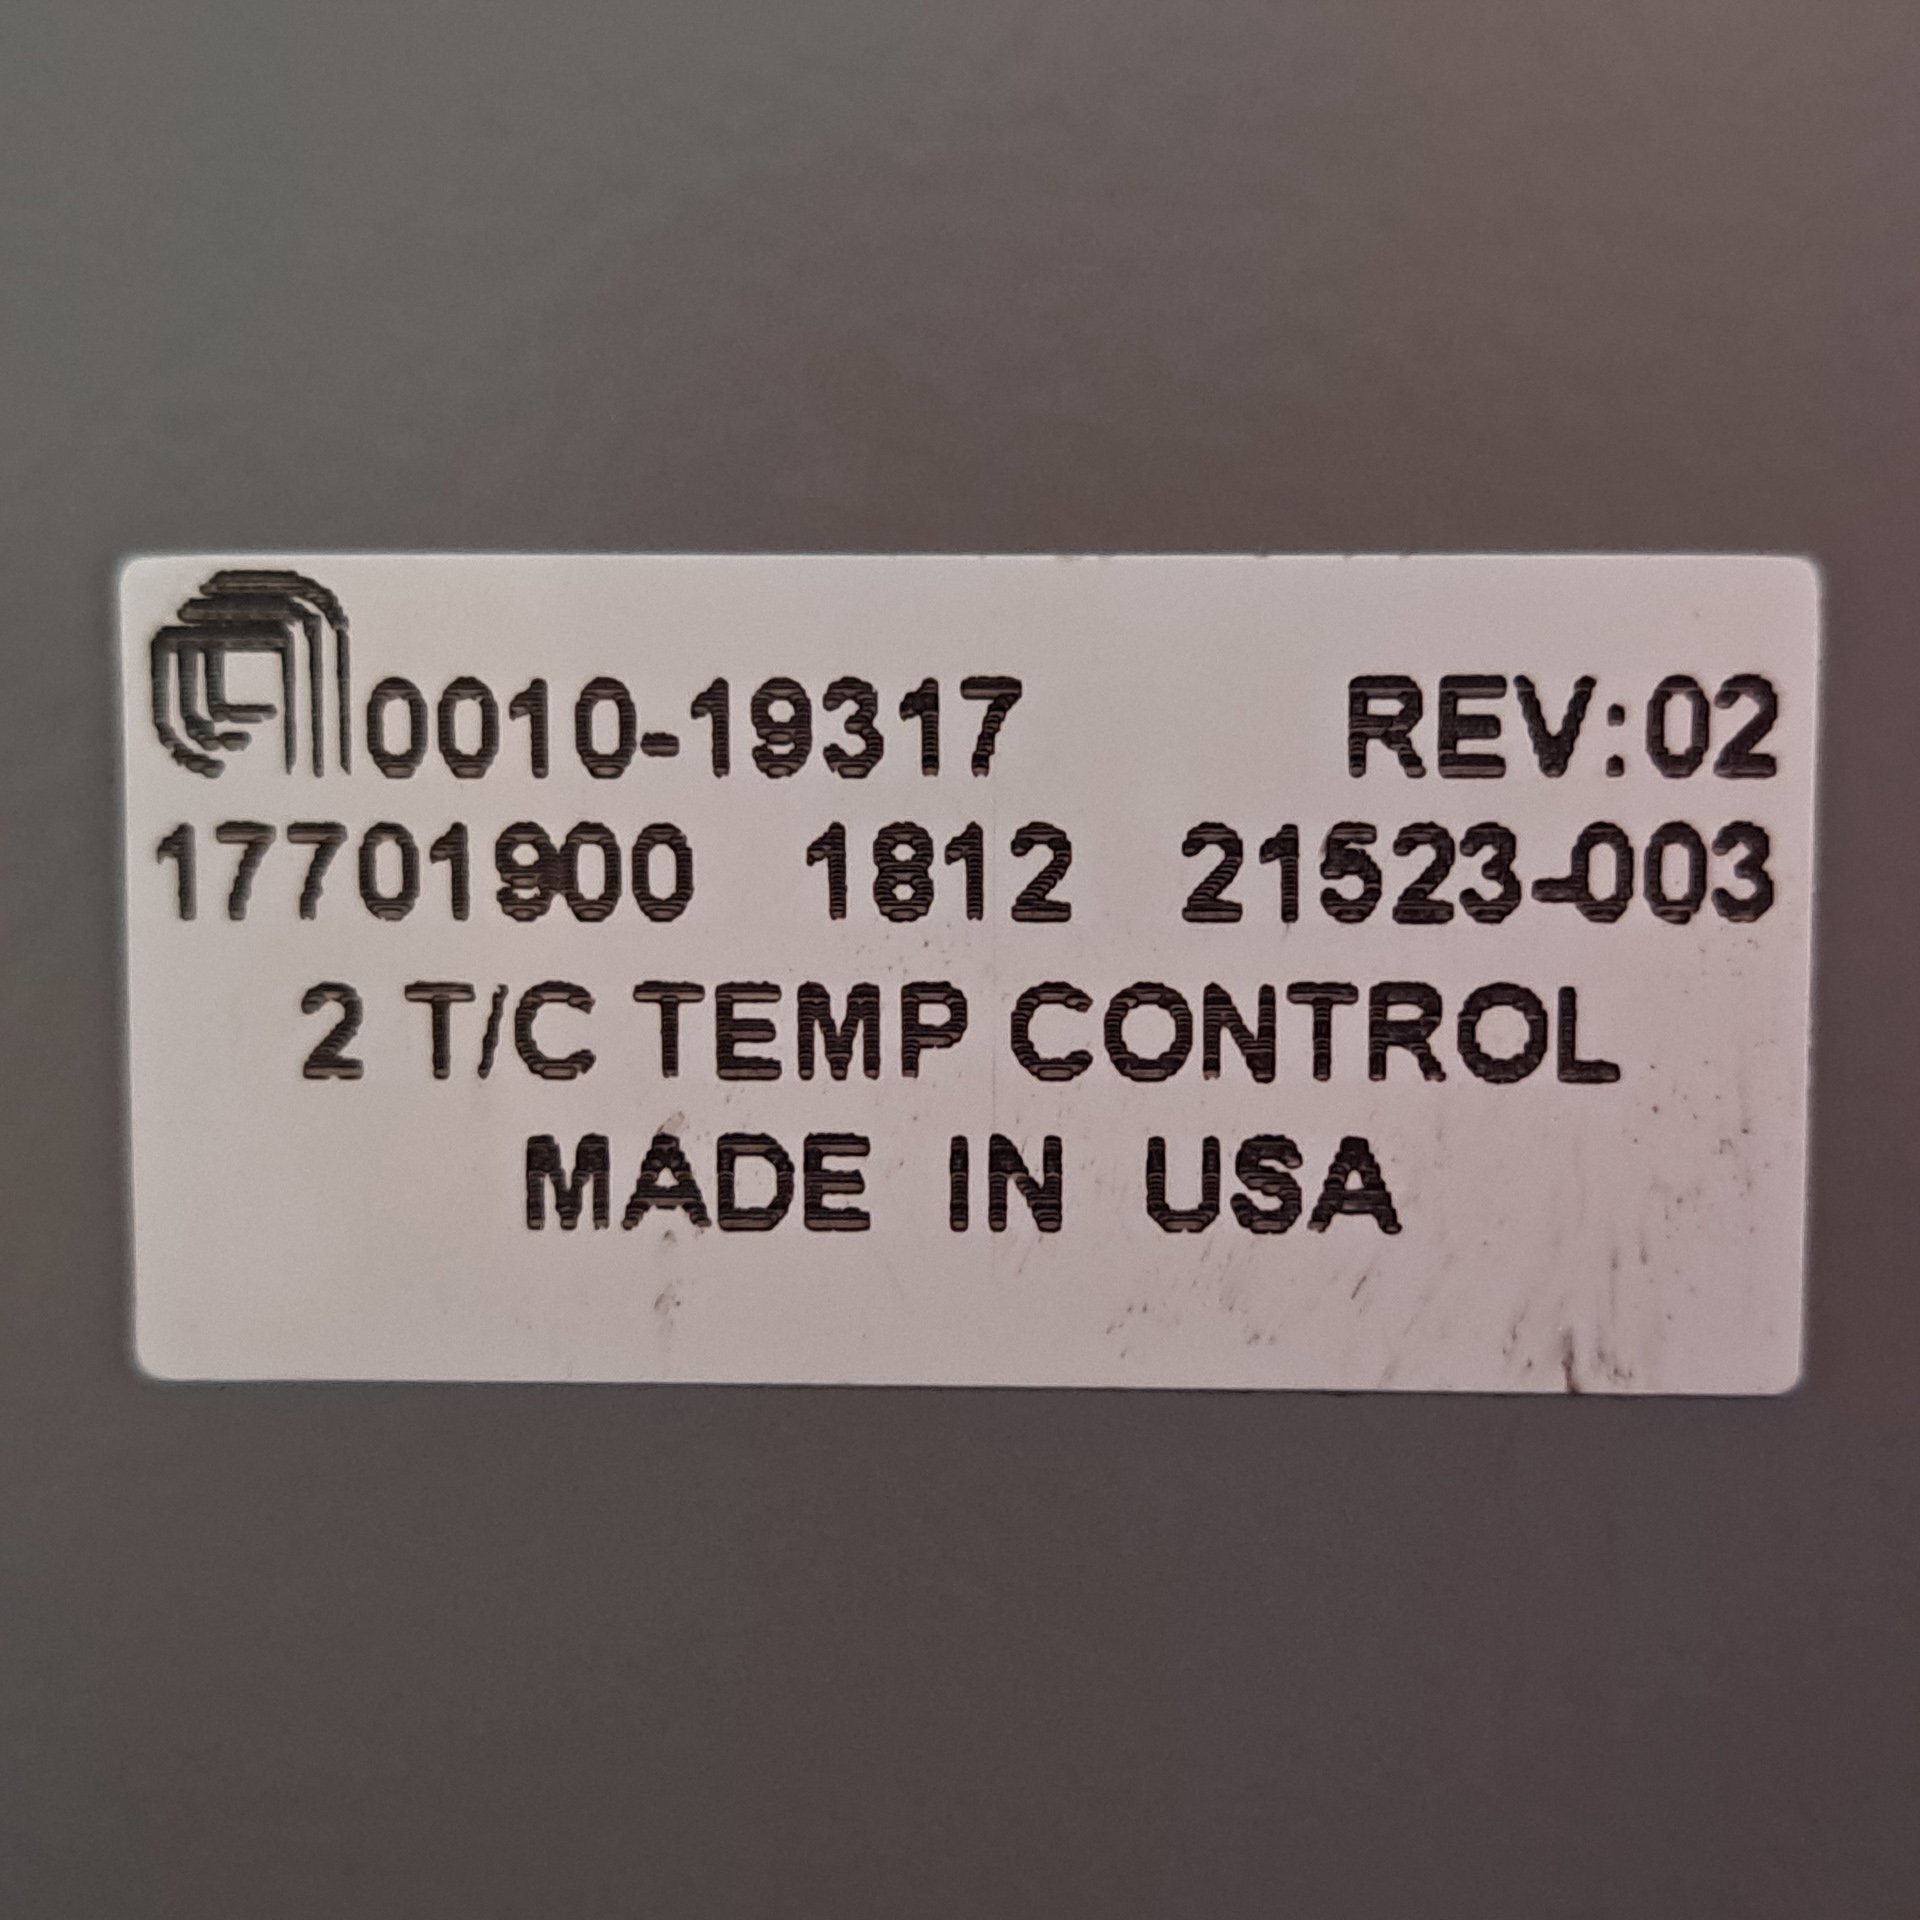 0010-19317 REV:02
17701900 1812 21523-003
2 T/C TEMP CONTROL
MADE IN USA